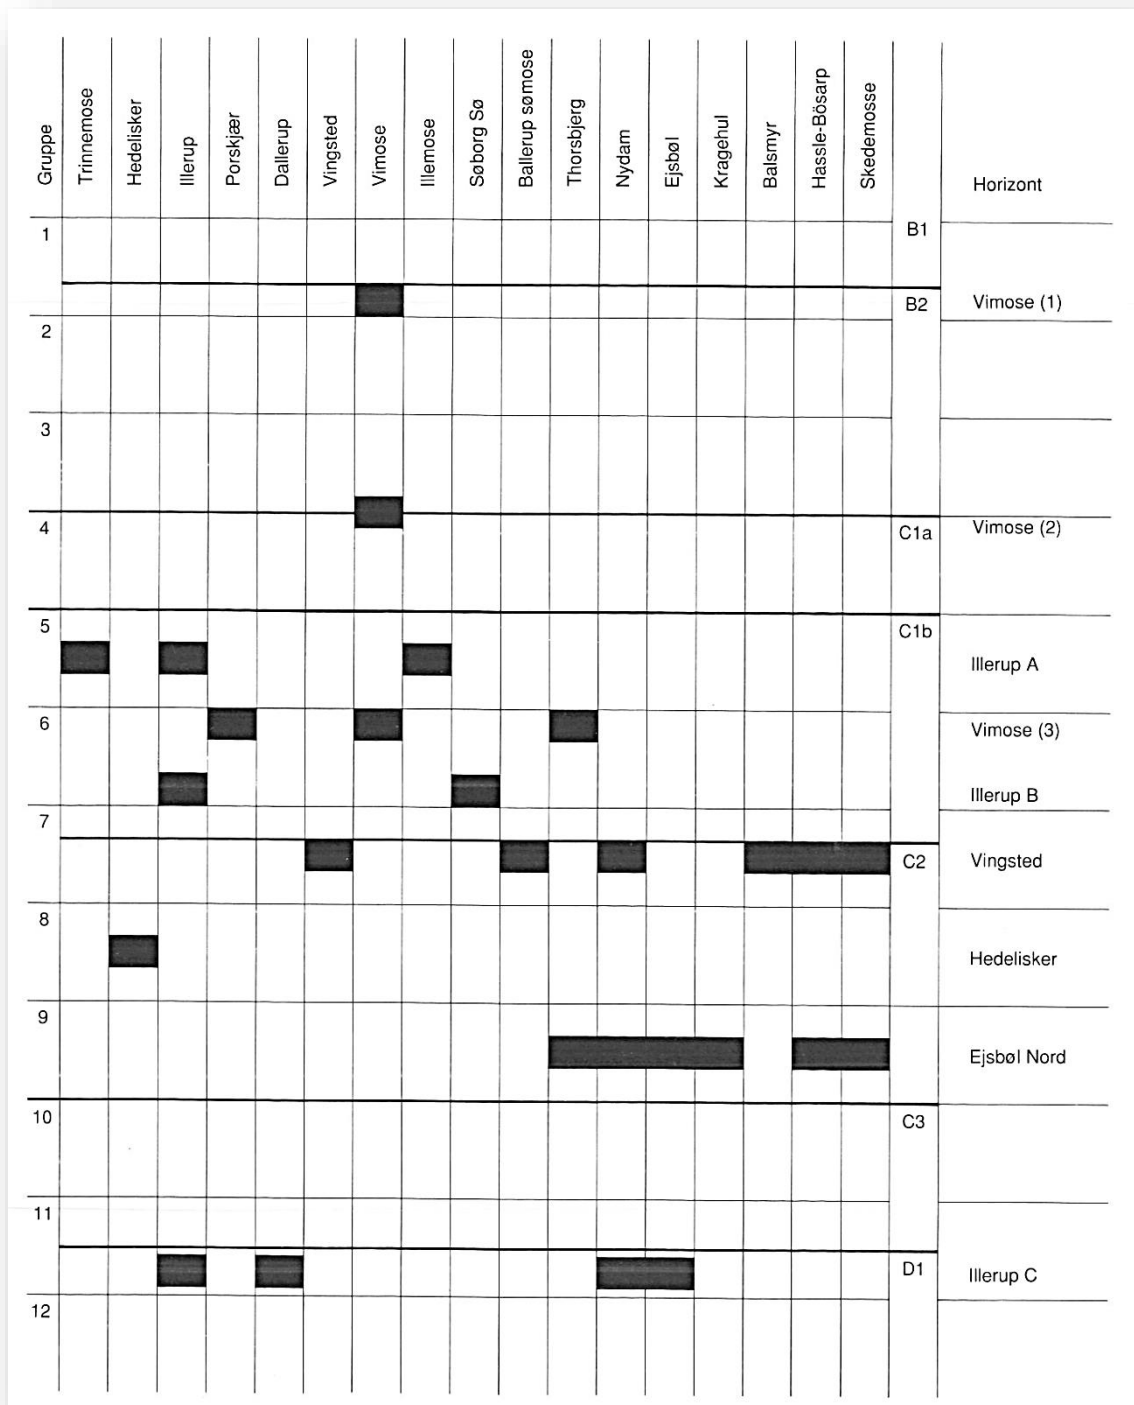 Gruppe
Trinnemose
Hedelisker
Illerup
Porskjær
Dallerup
Vingsted
Vimose
Illemose
Søborg Sø
Ballerup sømose
Thorsbjerg
Nydam
Ejsbøl
Kragehul
Balsmyr
Hassle-Bösarp
Skedemosse
Horizont
1
B1
B2
Vimose (1)
2
3
4
C1a
Vimose (2)
5
C1b
Illerup A
6
Vimose (3)
Illerup B
7
C2
Vingsted
8
Hedelisker
9
Ejsbøl Nord
10
C3
11
D1
Illerup C
12